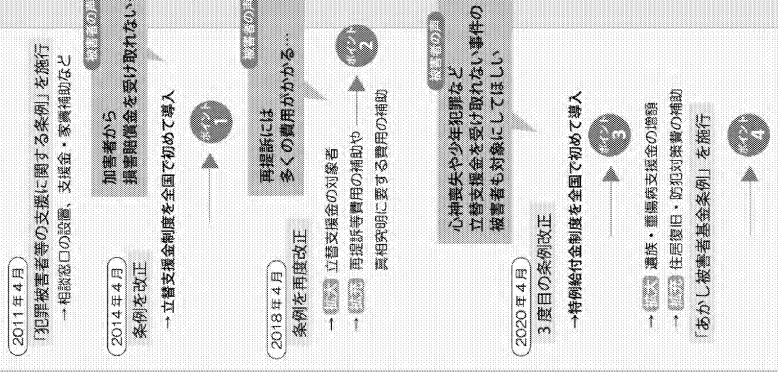 2011年4月
「犯罪被害者等の支援に関する条例」を施行
→相談窓口の設置、支援金・家賃補助など
被害者の声
加害者から
損害賠償金を受け取れない…
2014年4月
条例を改正
→立替支援金制度を全国で初めて導入
ポイント
1
被害者の声
再提訴には
多くの費用がかかる…
2018年4月
条例を再度改正
→拡大 立替支援金の対象者
→拡充 再提訴等費用の補助や
真相究明に要する費用の補助
ポイント
2
被害者の声
心神喪失や少年犯罪など
立替支援金を受け取れない事件の
被害者も対象にしてほしい
2020年4月
3度目の条例改正
→特例給付金制度を全国で初めて導入
ポイント
3
→拡大 遺族・重傷病支援金の増額
→拡充 住居復旧・防犯対策費の補助
「あかし被害者基金条例」を施行
ポイント
4